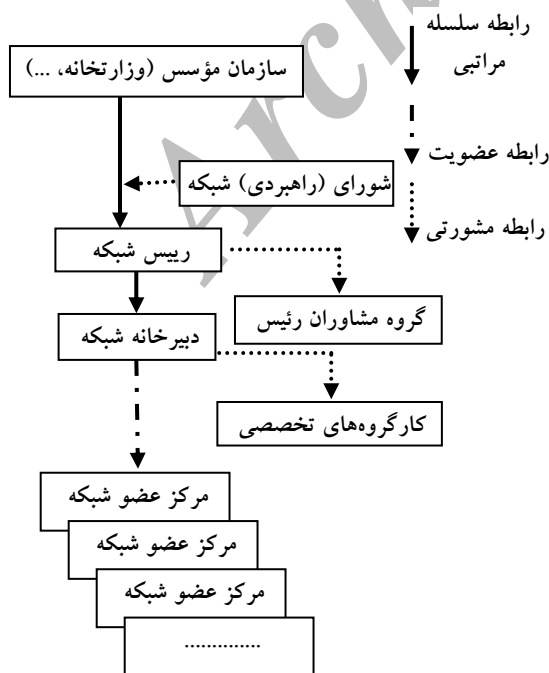 رابطه سلسله
مراتبی
سازمان مؤسس (وزارتخانه، ...)
رابطه عضویت
شورای (راهبردی) شبکه
رابطه مشورتی
رییس شبکه
گروه مشاوران رئیس
دبیرخانه شبکه
کارگروه‌های تخصصی
مرکز عضو شبکه
مرکز عضو شبکه
مرکز عضو شبکه
..............
Arch